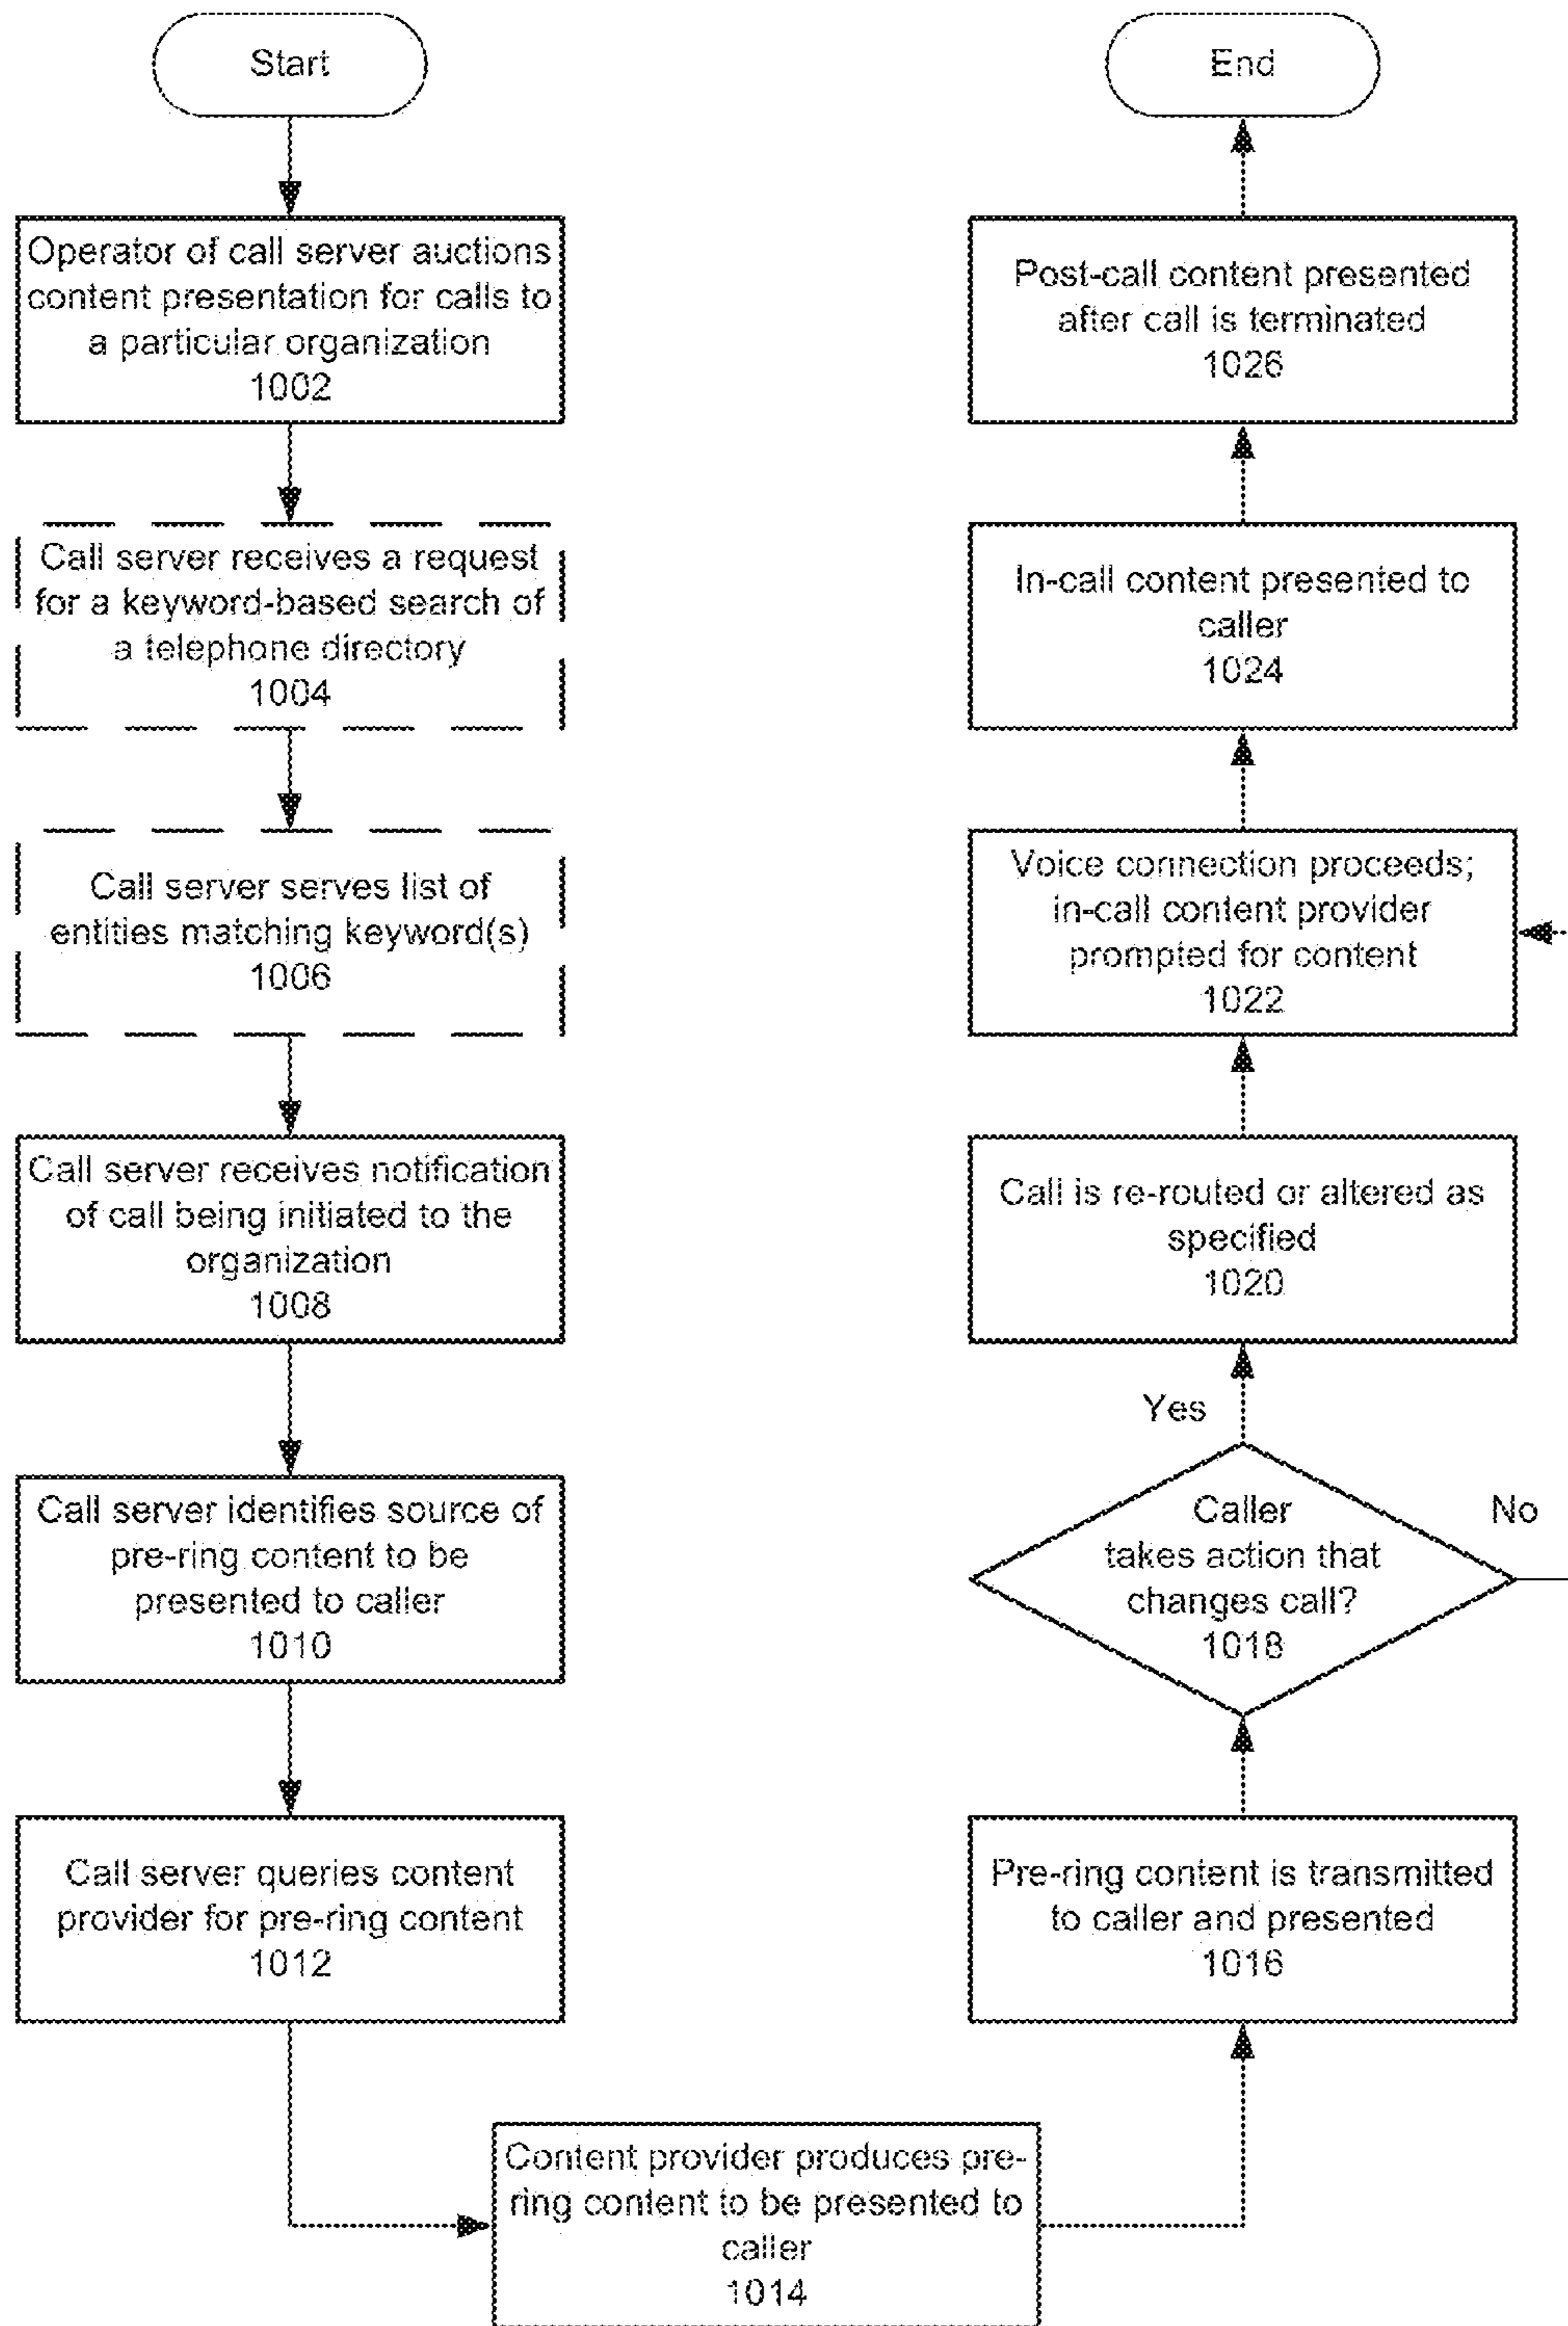 Start
Operator of call server auctions
content presentation for calls to
a particular organization
1002
Call server receives a request
for a keyword-based search of
a telephone directory
1004
Call server serves list of
entities matching keyword(s)
1006
Call server receives notification
of call being initiated to the
organization
1008
Call server identifies source of
pre-ring content to be
presented to caller
1010
Call server queries content
provider for pre-ring content
1012
Content provider produces pre-
ring content to be presented to
caller
1014
Pre-ring content is transmitted
to caller and presented
1016
Caller
takes action that
changes call?
1018
Yes
No
Call is re-routed or altered as
specified
1020
Voice connection proceeds;
in-call content provider
prompted for content
1022
In-call content presented to
caller
1024
Post-call content presented
after call is terminated
1026
End